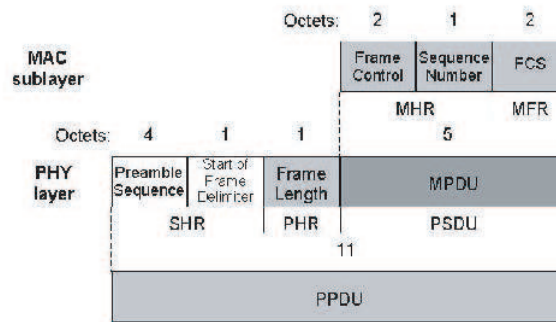 Octets: 2 1 2
MAC sublayer
Frame Control
Sequence Number
FCS
MHR MFR
Octets: 4 1 1 5
PHY layer
Preamble Sequence
Start of Frame Delimiter
Frame Length
MPDU
SHR PHR PSDU
11
PPDU